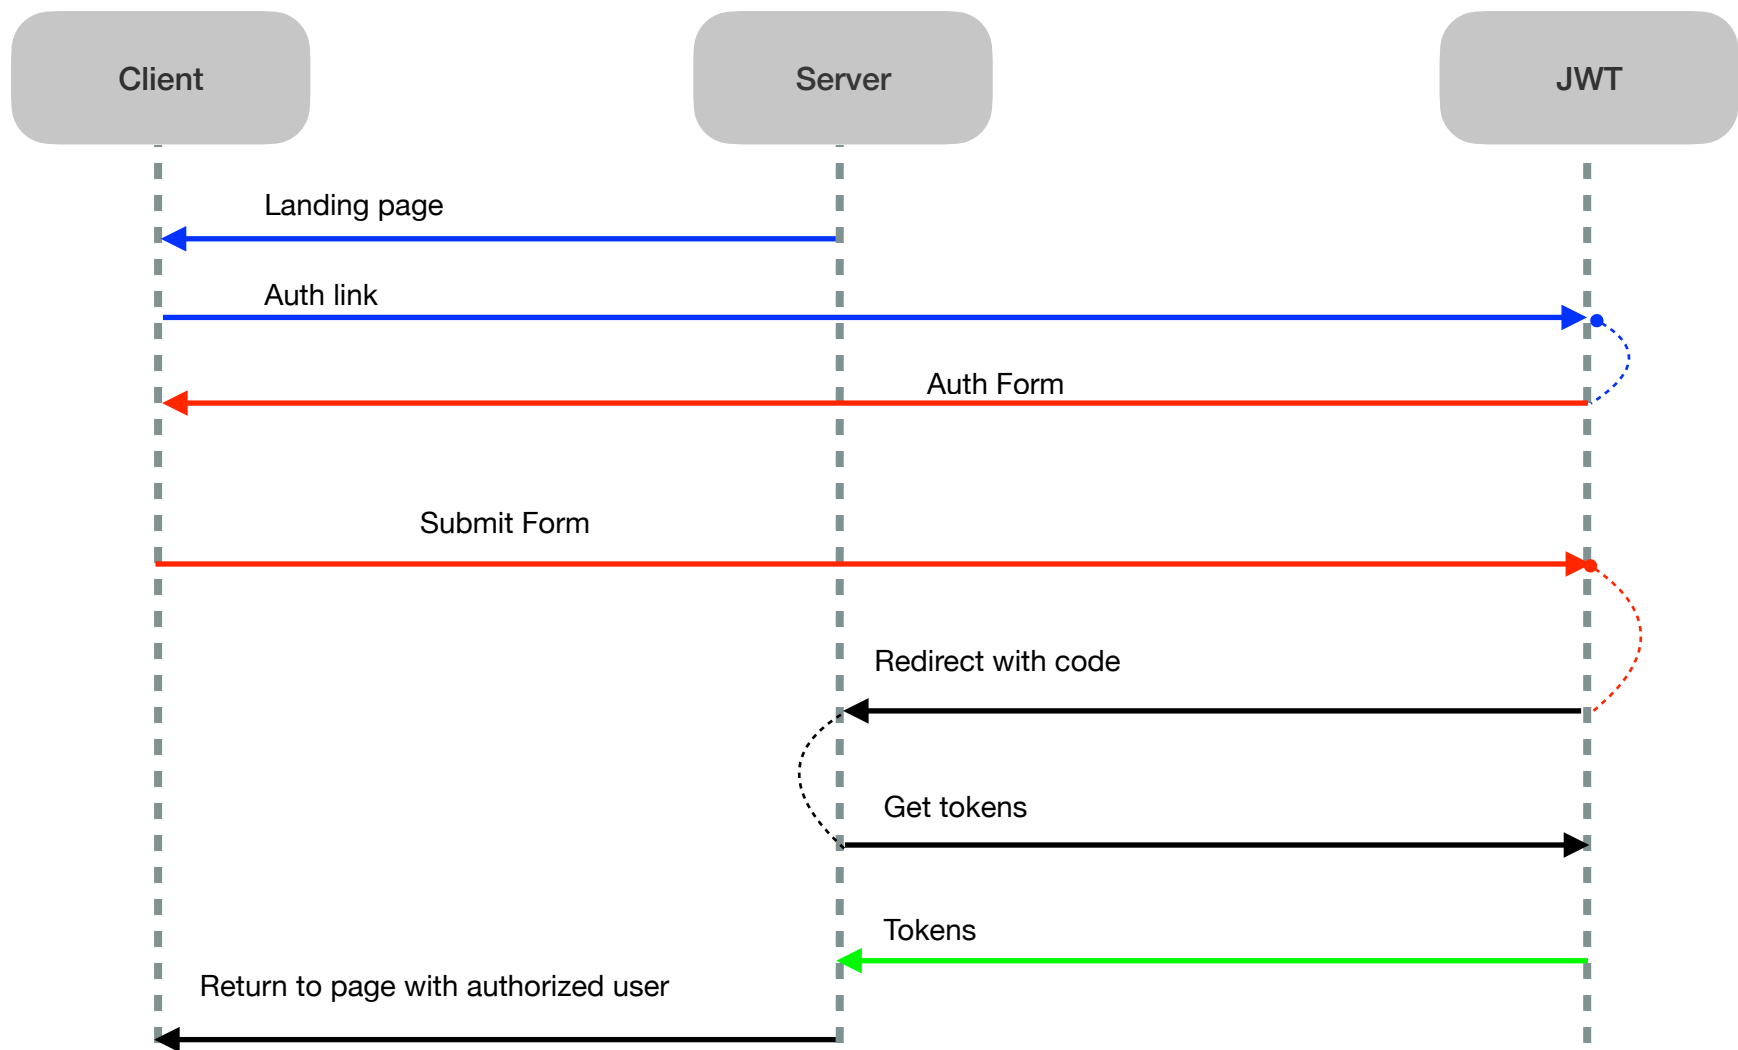 Client
Server
JWT
Landing page
Auth link
Auth Form
Submit Form
Redirect with code
Get tokens
Tokens
Return to page with authorized user